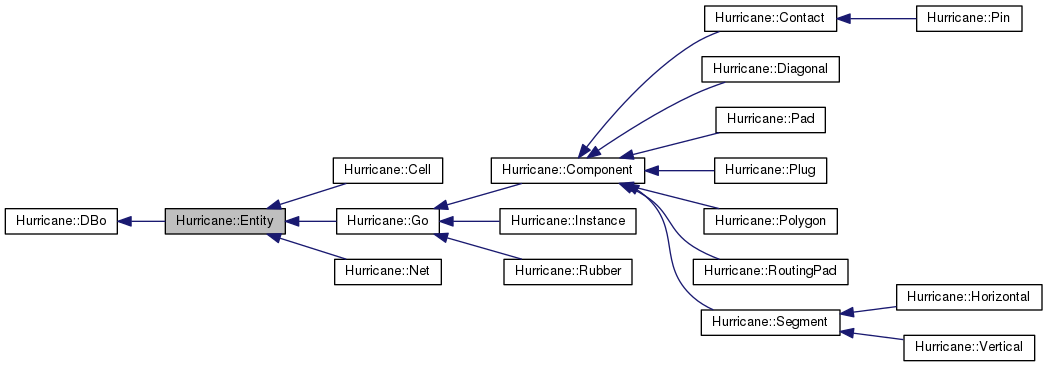 Hurricane::Contact
Hurricane::Pin
Hurricane::Diagonal
Hurricane::Pad
Hurricane::Cell
Hurricane::Component
Hurricane::Plug
Hurricane::DBo
Hurricane::Entity
Hurricane::Go
Hurricane::Instance
Hurricane::Polygon
Hurricane::Net
Hurricane::Rubber
Hurricane::RoutingPad
Hurricane::Horizontal
Hurricane::Segment
Hurricane::Vertical